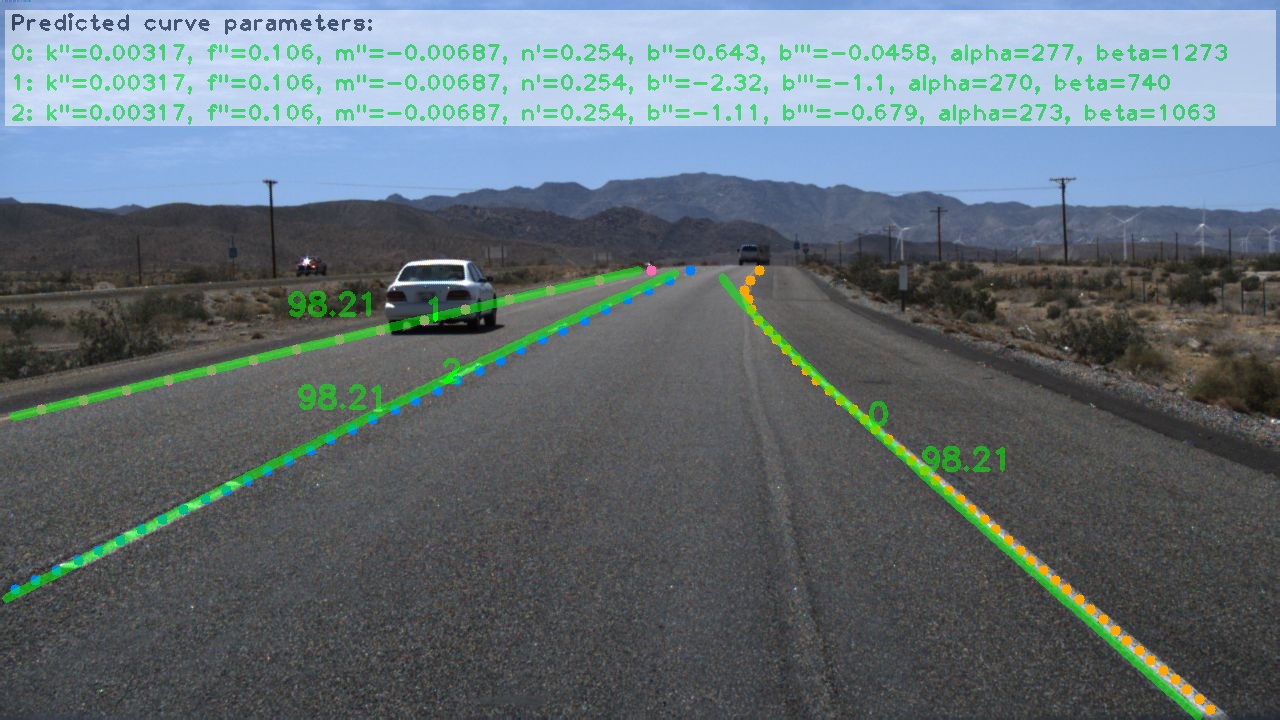 Predicted curve parameters:
0: k''=0.00317, f''=0.106, m''=−0.00687, n'=0.254, b''=0.643, b'''=−0.0458, alpha=277, beta=1273
1: k''=0.00317, f''=0.106, m''=−0.00687, n'=0.254, b''=−2.32, b'''=−1.1, alpha=270, beta=740
2: k''=0.00317, f''=0.106, m''=−0.00687, n'=0.254, b''=−1.11, b'''=−0.679, alpha=273, beta=1063
98.21 1
2
98.21
0
98.21